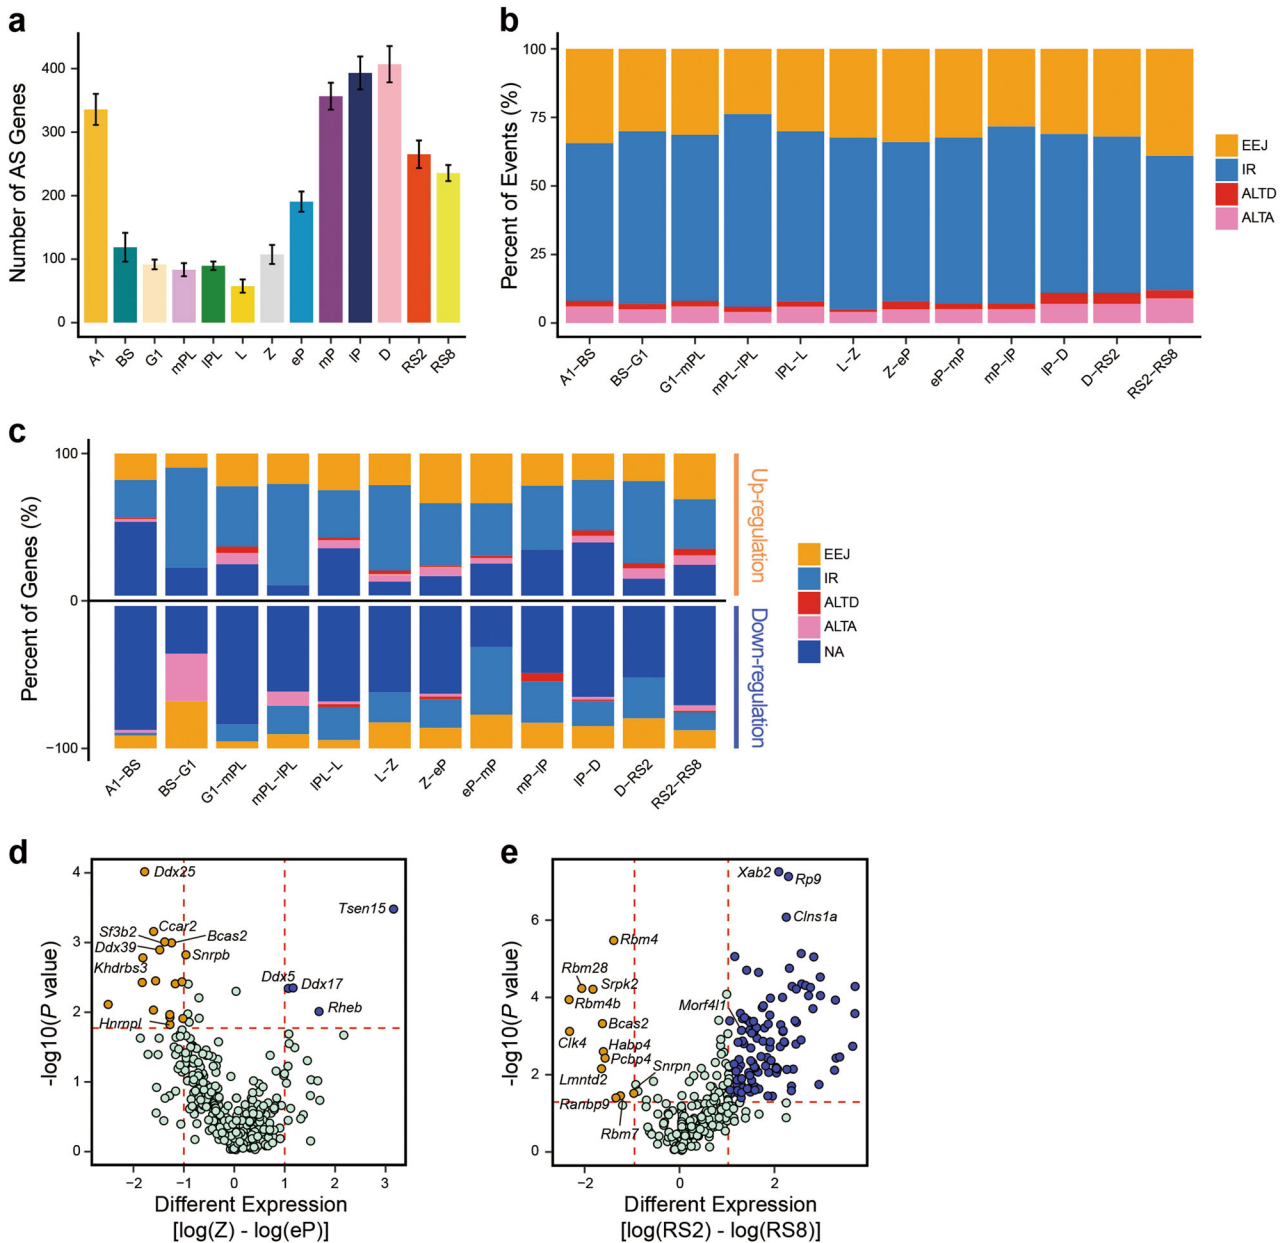 a
Number of AS Genes
400
300
200
100
0
A1
BS
G1
mPL
lPL
L
Z
eP
mP
lP
D
RS2
RS8
b
Percent of Events (%)
100
75
50
25
0
A1−BS
BS−G1
G1−mPL
mPL−lPL
lPL−L
L−Z
Z−eP
eP−mP
mP−lP
lP−D
D−RS2
RS2−RS8
EEJ
IR
ALTD
ALTA
c
Percent of Genes (%)
100
0
−100
A1−BS
BS−G1
G1−mPL
mPL−lPL
lPL−L
L−Z
Z−eP
eP−mP
mP−lP
lP−D
D−RS2
RS2−RS8
Up-regulation
Down-regulation
EEJ
IR
ALTD
ALTA
NA
d
-log10(P value)
4
3
2
1
0
Ddx25
Tsen15
Ccar2
Sf3b2
Bcas2
Ddx39
Snrpb
Khdrbs3
Ddx5
Ddx17
Rheb
Hnrnpl
−2
−1
0
1
2
3
Different Expression
[log(Z) - log(eP)]
e
-log10(P value)
6
4
2
0
Xab2
Rp9
Clns1a
Rbm4
Rbm28
Srpk2
Rbm4b
Morf4l1
Bcas2
Clk4
Habp4
Pcbp4
Snrpn
Lmntd2
Ranbp9
Rbm7
−2
0
2
Different Expression
[log(RS2) - log(RS8)]